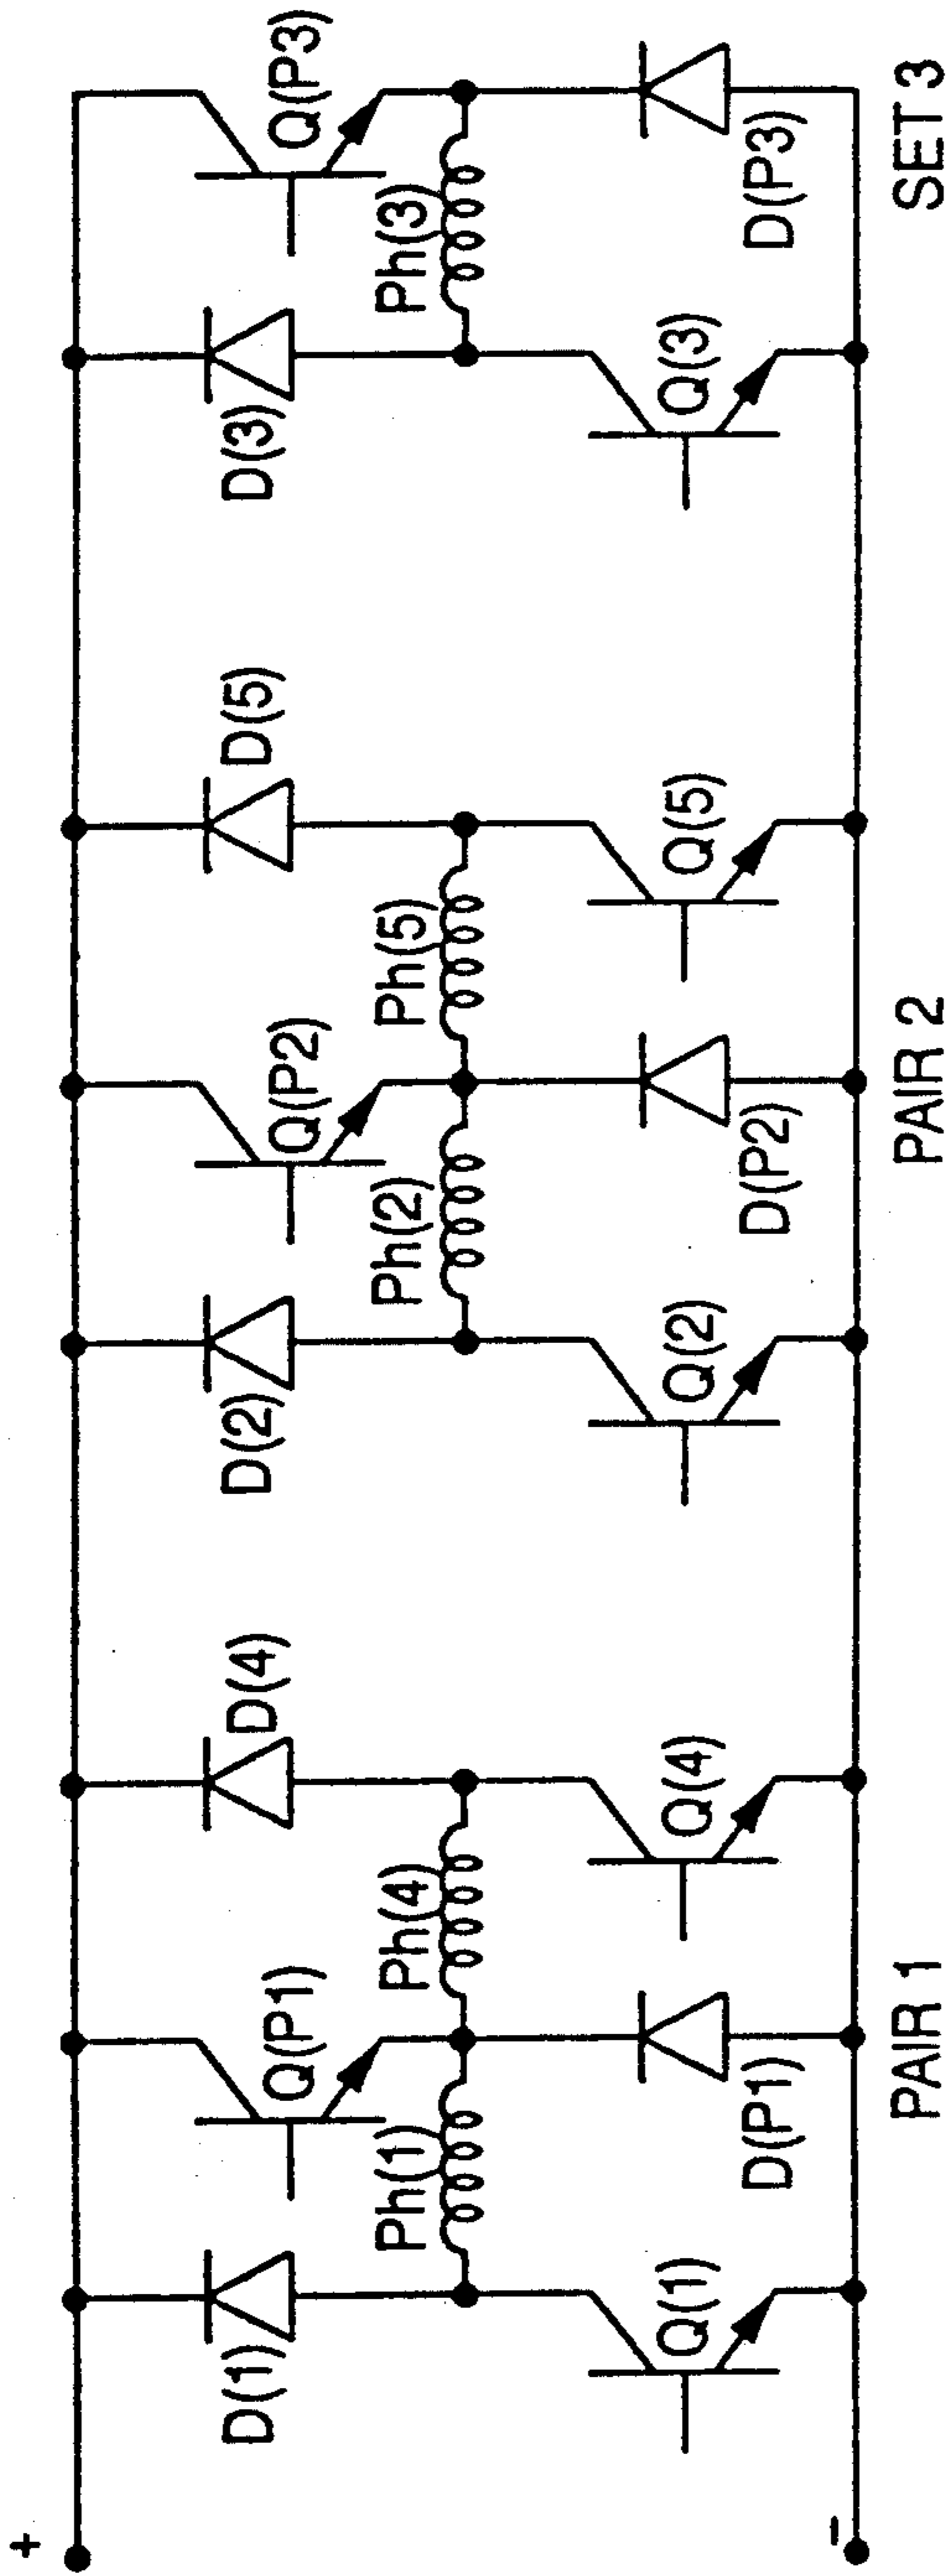 +
D(1)
Q(P1)
D(4)
D(2)
Q(P2)
D(5)
D(3)
Q(P3)
Ph(1)
Ph(4)
Ph(2)
Ph(5)
Ph(3)
Q(1)
D(P1)
Q(4)
Q(2)
D(P2)
Q(5)
Q(3)
D(P3)
−
PAIR 1
PAIR 2
SET 3